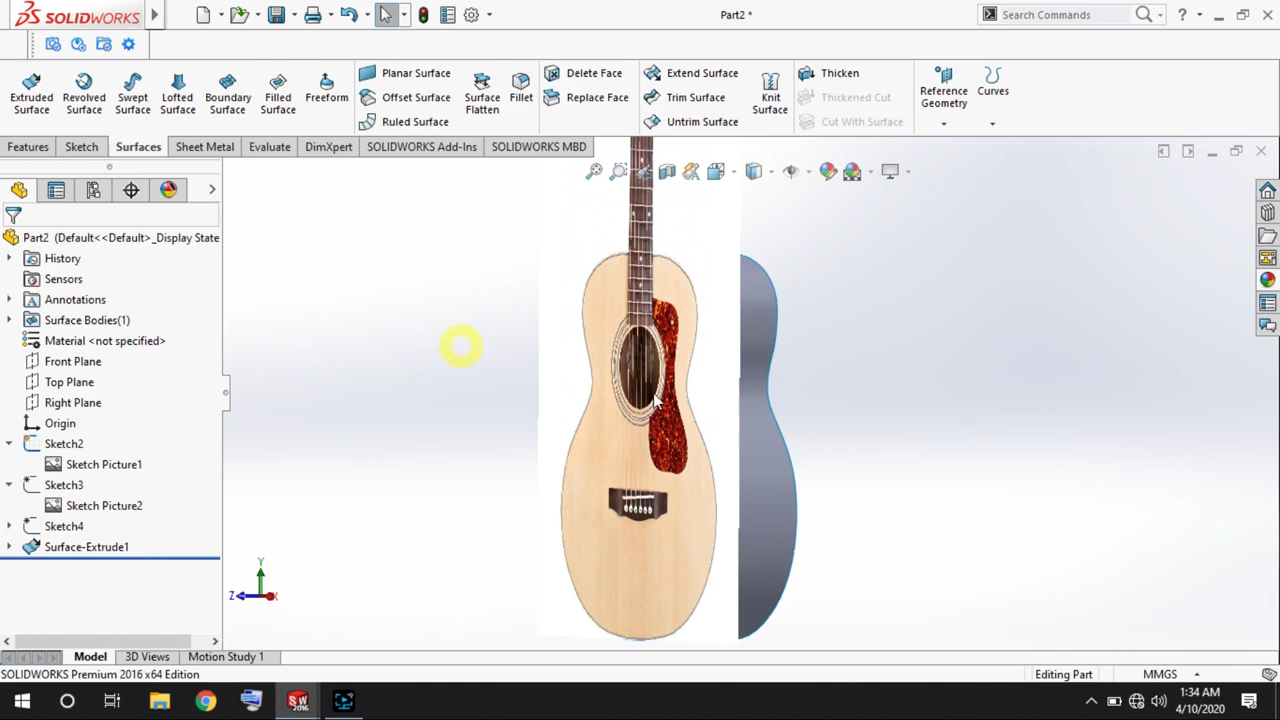 SOLIDWORKS
Part2 *
Search Commands
?
Extruded Surface
Revolved Surface
Swept Surface
Lofted Surface
Boundary Surface
Filled Surface
Freeform
Planar Surface
Offset Surface
Ruled Surface
Surface Flatten
Fillet
Delete Face
Replace Face
Extend Surface
Trim Surface
Untrim Surface
Knit Surface
Thicken
Thickened Cut
Cut With Surface
Reference Geometry
Curves
Features
Sketch
Surfaces
Sheet Metal
Evaluate
DimXpert
SOLIDWORKS Add-Ins
SOLIDWORKS MBD
Part2 (Default<<Default>_Display State
History
Sensors
Annotations
Surface Bodies(1)
Material <not specified>
Front Plane
Top Plane
Right Plane
Origin
Sketch2
Sketch Picture1
Sketch3
Sketch Picture2
Sketch4
Surface-Extrude1
Y
Z
X
Model
3D Views
Motion Study 1
SOLIDWORKS Premium 2016 x64 Edition
Editing Part
MMGS
SW
2016
1:34 AM
4/10/2020